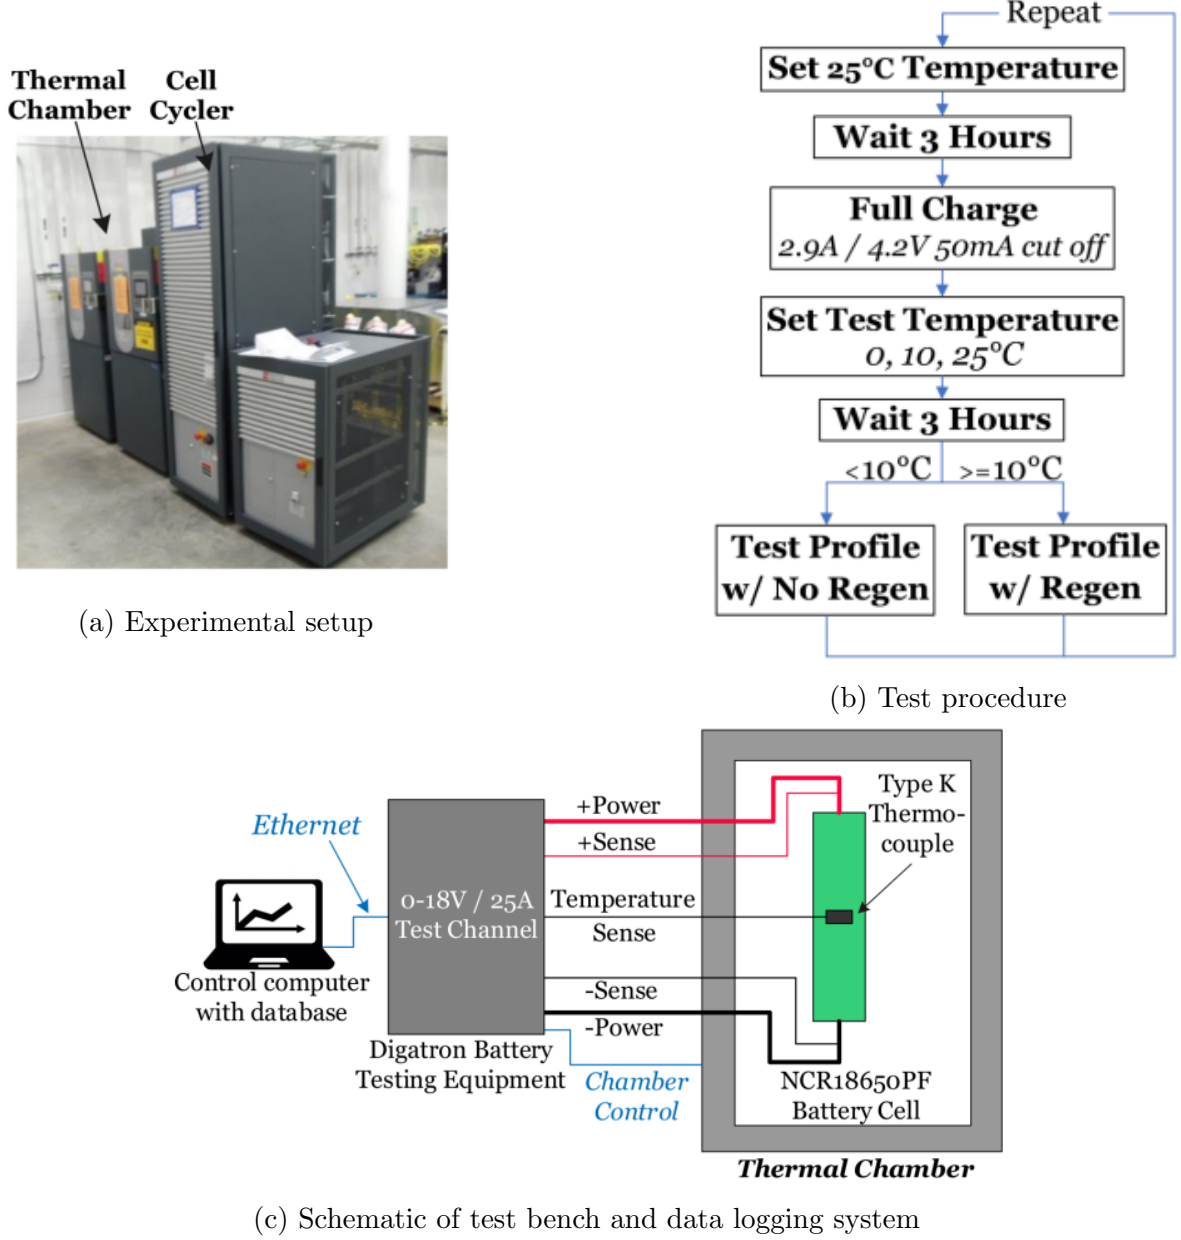 Thermal
Chamber
Cell
Cycler
(a) Experimental setup
Repeat
Set 25°C Temperature
Wait 3 Hours
Full Charge
2.9A / 4.2V 50mA cut off
Set Test Temperature
0, 10, 25°C
Wait 3 Hours
<10°C
>=10°C
Test Profile
w/ No Regen
Test Profile
w/ Regen
(b) Test procedure
Ethernet
Control computer
with database
0-18V / 25A
Test Channel
Digatron Battery
Testing Equipment
+Power
+Sense
Temperature
Sense
-Sense
-Power
Chamber
Control
Type K
Thermo-
couple
NCR18650PF
Battery Cell
Thermal Chamber
(c) Schematic of test bench and data logging system